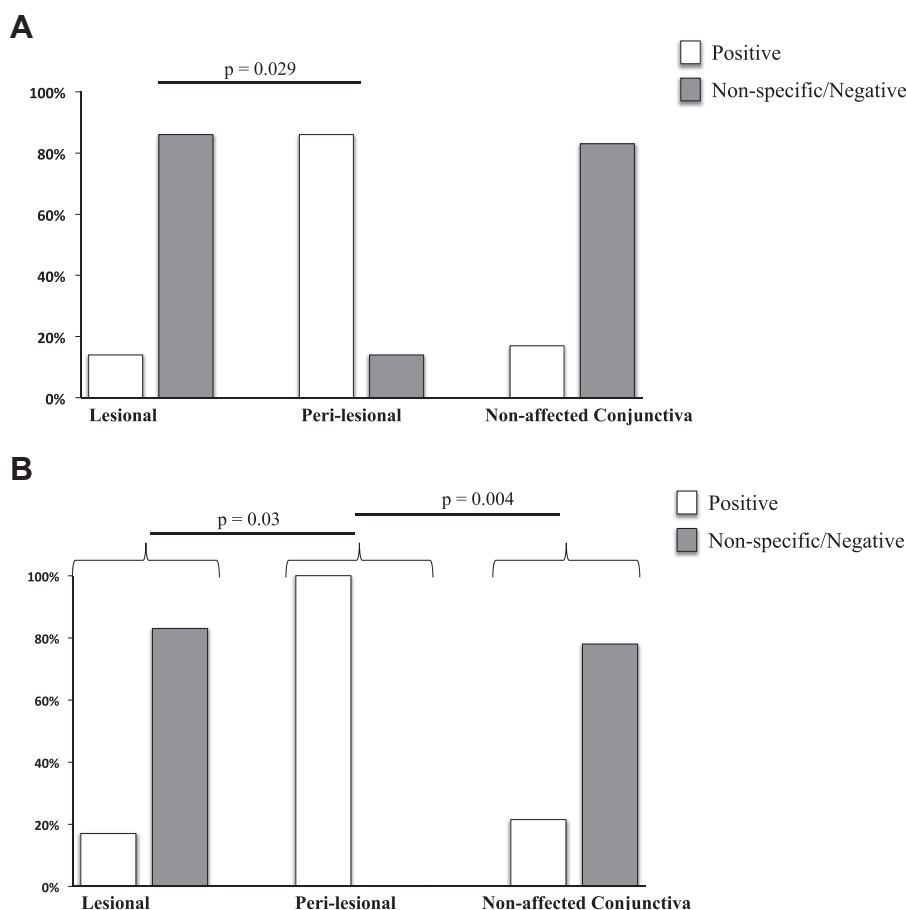 A
p = 0.029
Positive
Non-specific/Negative
100%
80%
60%
40%
20%
0%
Lesional Peri-lesional Non-affected Conjunctiva
B
p = 0.03
p = 0.004
Positive
Non-specific/Negative
100%
80%
60%
40%
20%
0%
Lesional Peri-lesional Non-affected Conjunctiva